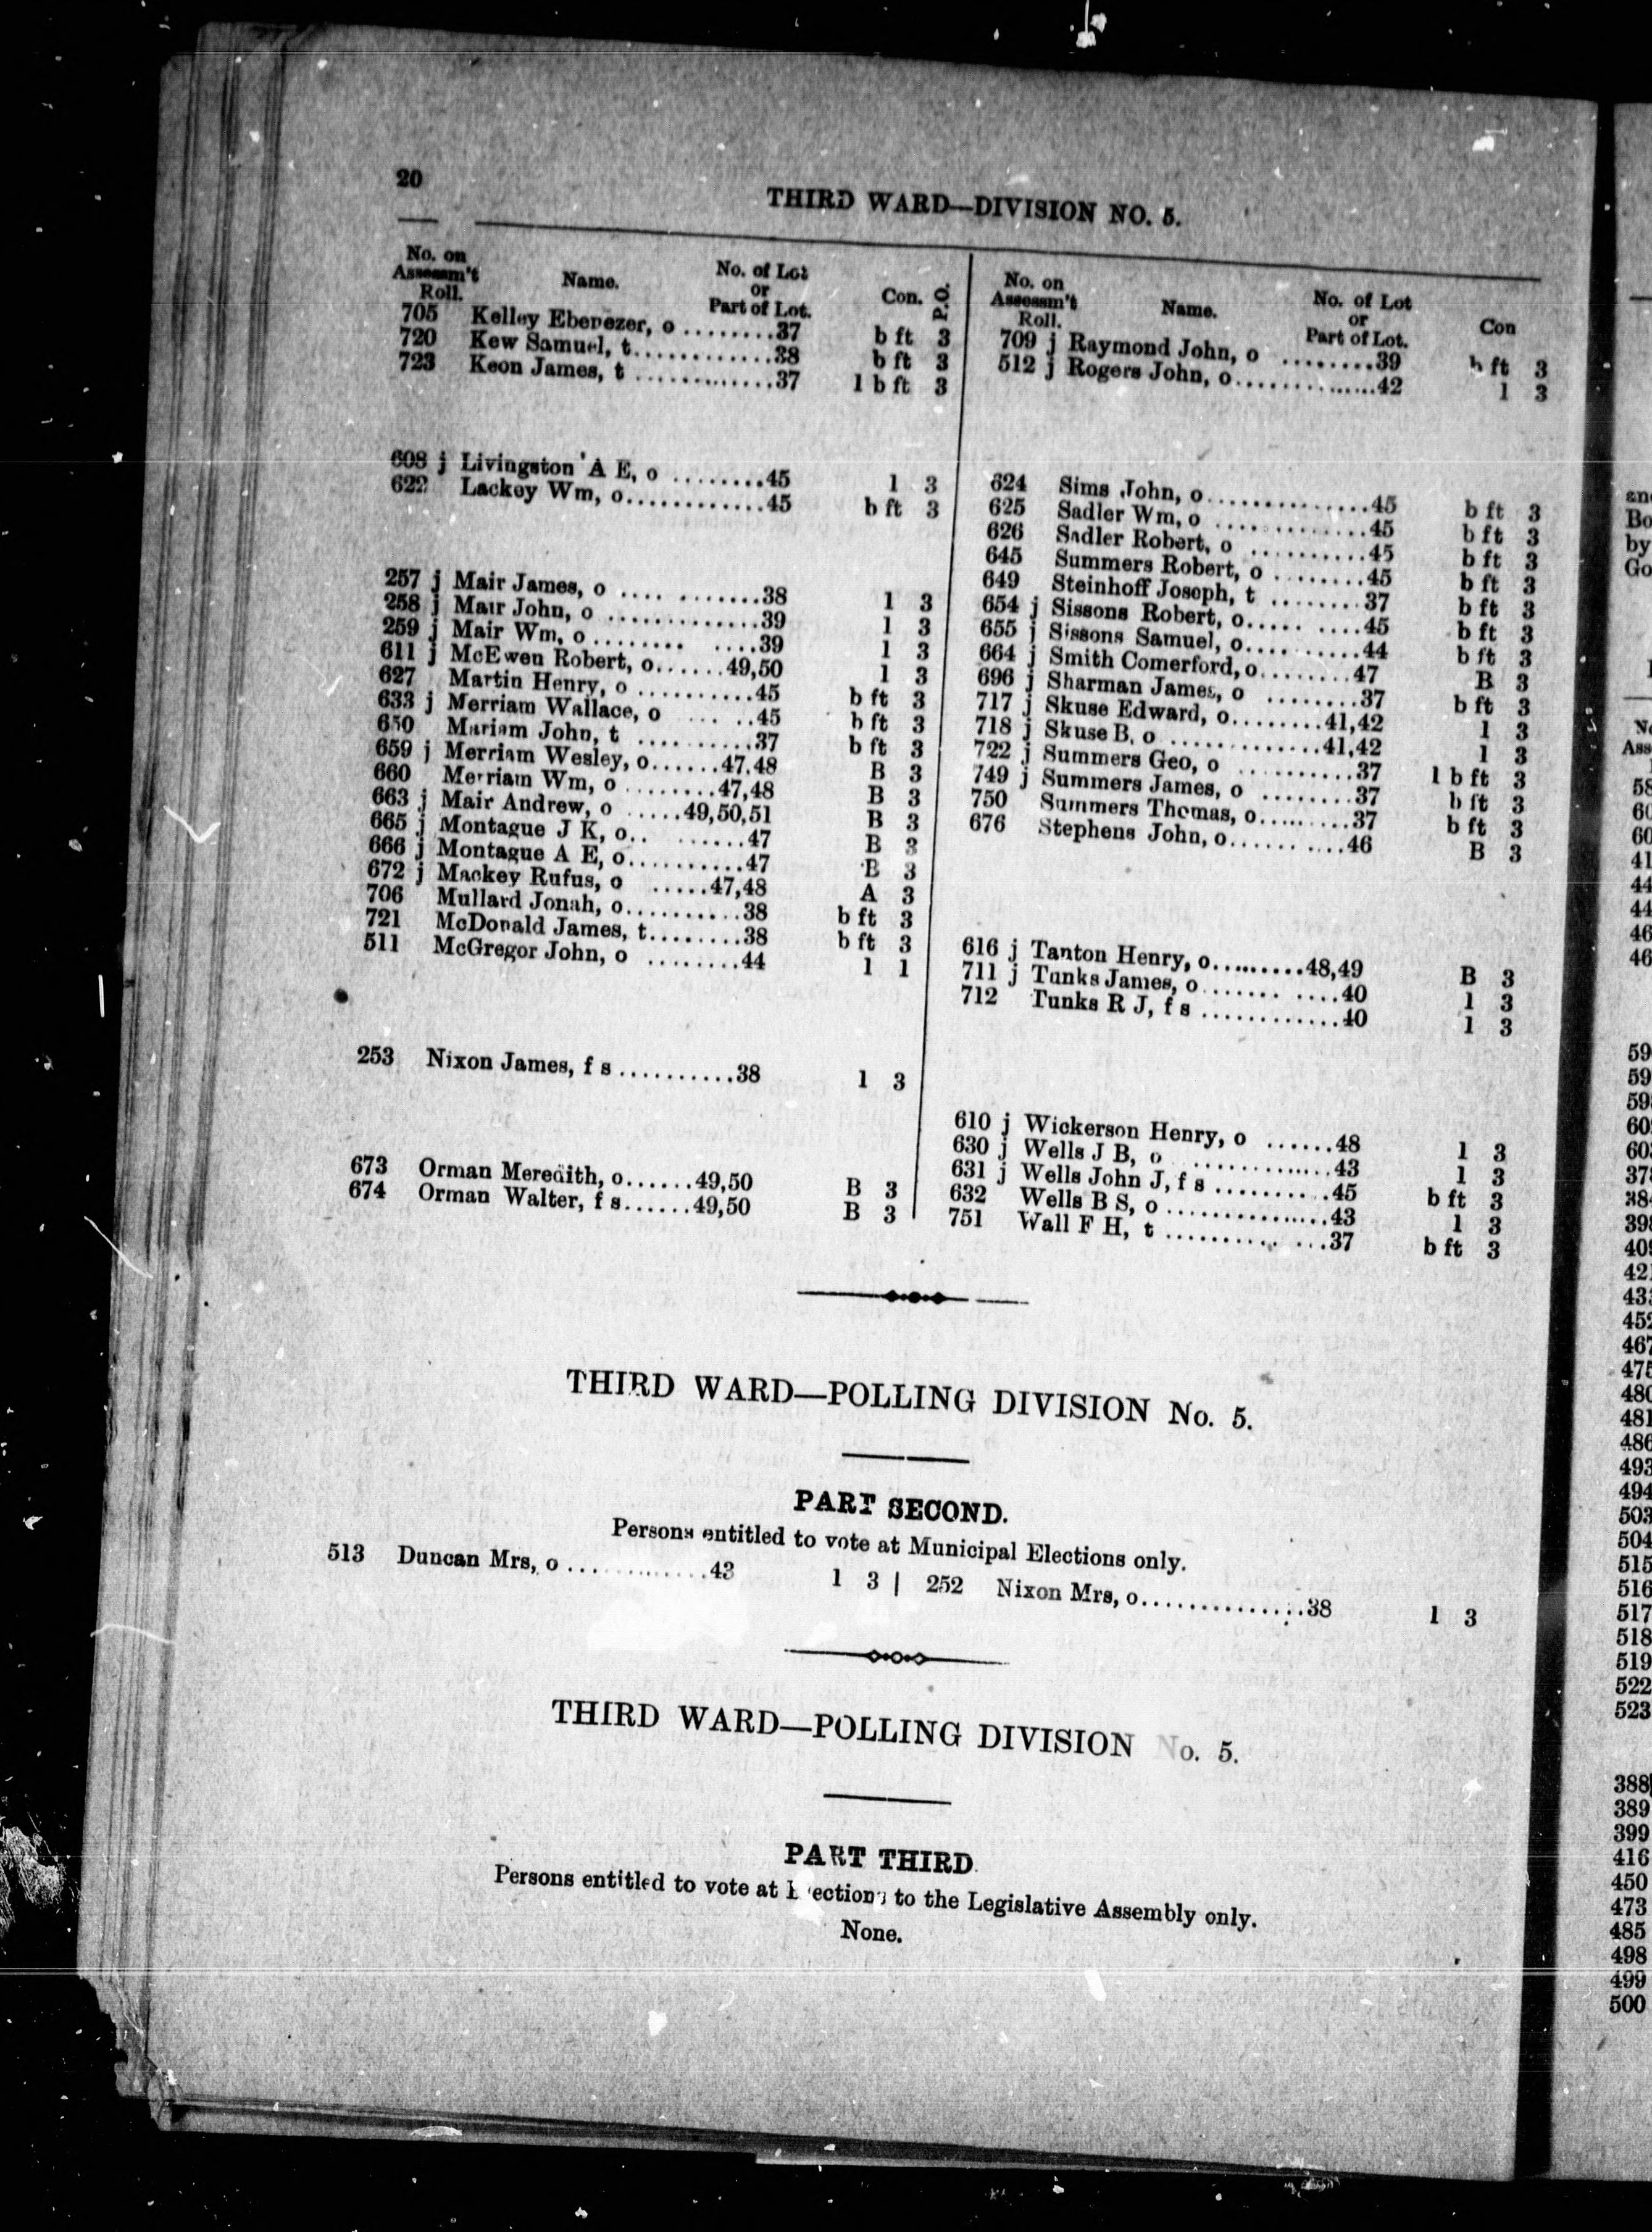 20
THIRD WARD—DIVISION NO. 5.
No. on Assessm't Roll. Name. No. of Lot or Part of Lot. Con. P.O.
705 Kelley Ebenezer, o ........37 b ft 3
720 Kew Samuel, t............38 b ft 3
723 Keon James, t ............37 1 b ft 3
608 j Livingston A E, o ........45 1 3
622 Lackey Wm, o............45 b ft 3
257 j Mair James, o .... .......38 1 3
258 j Mair John, o .............39 1 3
259 j Mair Wm, o ........ ....39 1 3
611 j McEwen Robert, o......49,50 1 3
627 Martin Henry, o ..........45 b ft 3
633 j Merriam Wallace, o .... ..45 b ft 3
650 Mariam John, t ..........37 b ft 3
659 j Merriam Wesley, o......47,48 B 3
660 Merriam Wm, o ........47,48 B 3
663 j Mair Andrew, o .....49,50,51 B 3
665 j Montague J K, o.. ......47 B 3
666 j Montague A E, o..........47 B 3
672 j Mackey Rufus, o .....47,48 A 3
706 Mullard Jonah, o..........38 b ft 3
721 McDonald James, t........38 b ft 3
511 McGregor John, o ........44 1 1
253 Nixon James, f s ..........38 1 3
673 Orman Meredith, o......49,50 B 3
674 Orman Walter, f s......49,50 B 3
No. on Assessm't Roll. Name. No. of Lot or Part of Lot. Con
709 j Raymond John, o ........39 b ft 3
512 j Rogers John, o.............42 1 3
624 Sims John, o...............45 b ft 3
625 Sadler Wm, o ..............45 b ft 3
626 Sadler Robert, o ..........45 b ft 3
645 Summers Robert, o ........45 b ft 3
649 Steinhoff Joseph, t ........37 b ft 3
654 j Sissons Robert, o..... ....45 b ft 3
655 j Sissons Samuel, o..........44 b ft 3
664 j Smith Comerford, o........47 B 3
696 j Sharman James, o ........37 b ft 3
717 j Skuse Edward, o........41,42 1 3
718 j Skuse B, o .............41,42 1 3
722 j Summers Geo, o ..........37 1 b ft 3
749 j Summers James, o ........37 b ft 3
750 Summers Thomas, o.........37 b ft 3
676 Stephens John, o..........46 B 3
616 j Tanton Henry, o.........48,49 B 3
711 j Tunks James, o....... ....40 1 3
712 Tunks R J, f s ............40 1 3
610 j Wickerson Henry, o ......48 1 3
630 j Wells J B, o .............43 1 3
631 j Wells John J, f s ..........45 b ft 3
632 Wells B S, o ..............43 1 3
751 Wall F H, t .......... ...37 b ft 3
THIRD WARD—POLLING DIVISION No. 5.
PART SECOND.
Persons entitled to vote at Municipal Elections only.
513 Duncan Mrs, o .............43 1 3 | 252 Nixon Mrs, o...............38 1 3
THIRD WARD—POLLING DIVISION No. 5.
PART THIRD.
Persons entitled to vote at Elections to the Legislative Assembly only.
None.
by
59
59
388
389
399
416
450
473
485
498
499
500